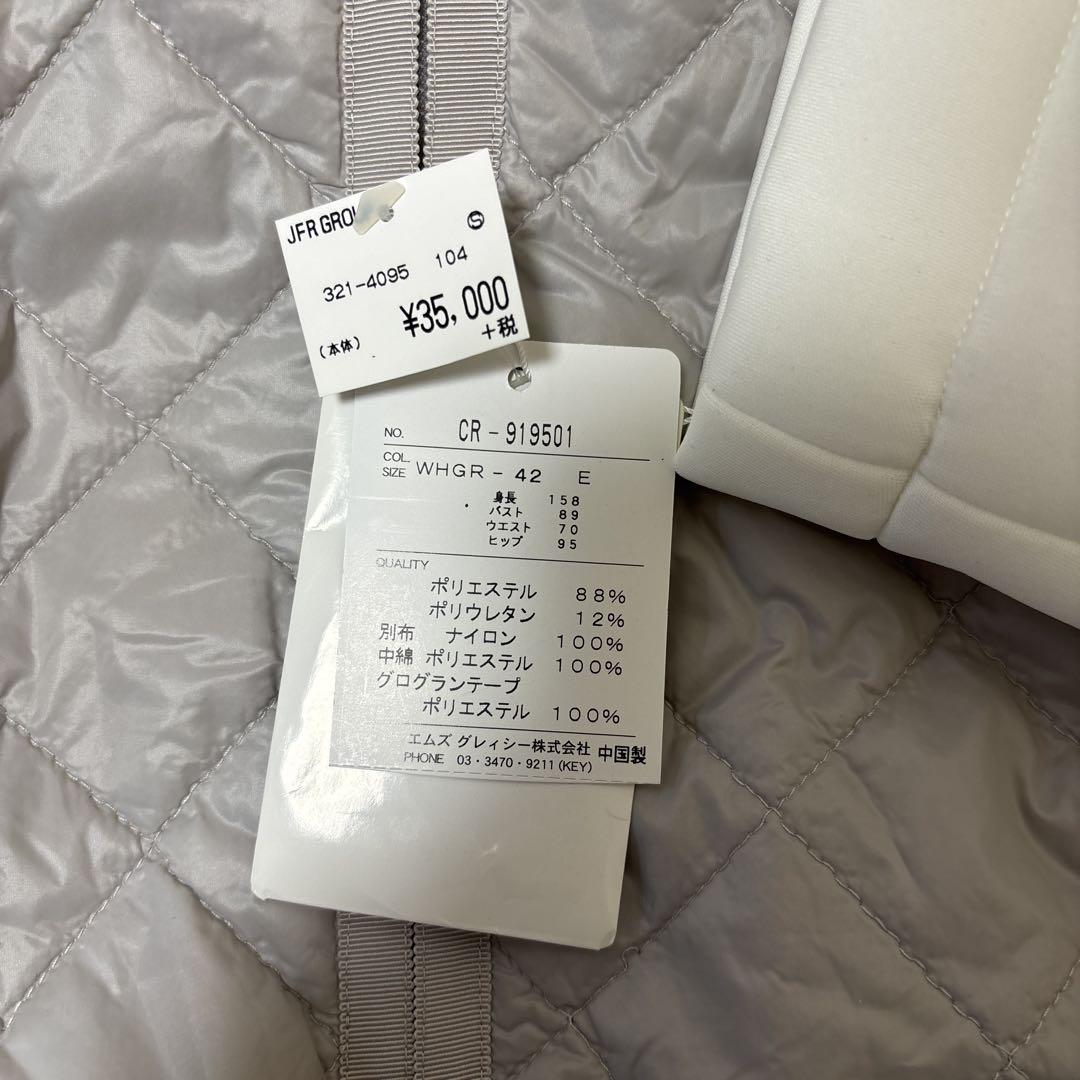 JFR GROU
Ⓢ
321-4095 104
¥35,000
(本体) +税
NO. CR-919501
COL.
SIZE WHGR-42 E
身長 158
バスト 89
ウエスト 70
ヒップ 95
QUALITY
ポリエステル 88%
ポリウレタン 12%
別布 ナイロン 100%
中綿 ポリエステル 100%
グログランテープ
ポリエステル 100%
エムズ グレィシー株式会社 中国製
PHONE 03・3470・9211(KEY)